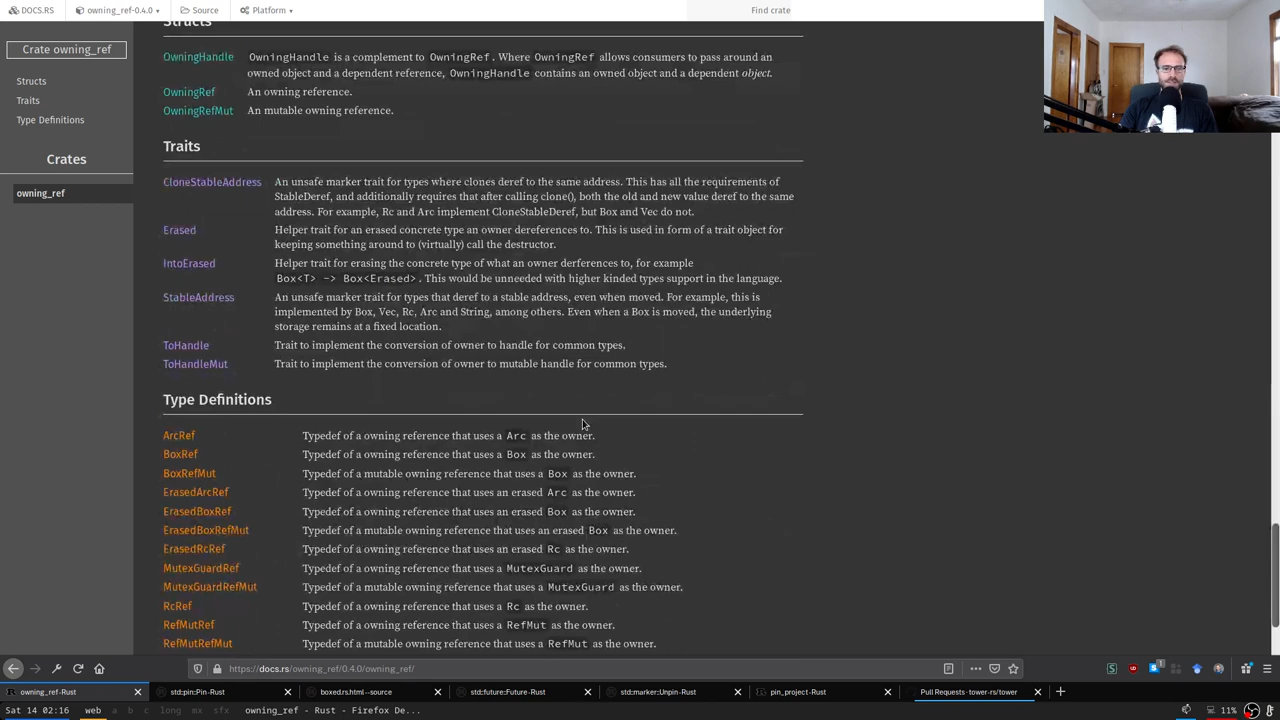 DOCS.RS owning_ref-0.4.0 Source Platform Find crate
Structs
Crate owning_ref
OwningHandle OwningHandle is a complement to OwningRef. Where OwningRef allows consumers to pass around an
owned object and a dependent reference, OwningHandle contains an owned object and a dependent object.
Structs
OwningRef An owning reference.
Traits
OwningRefMut An mutable owning reference.
Type Definitions
Traits
Crates
CloneStableAddress An unsafe marker trait for types where clones deref to the same address. This has all the requirements of
owning_ref
StableDeref, and additionally requires that after calling clone(), both the old and new value deref to the same
address. For example, Rc and Arc implement CloneStableDeref, but Box and Vec do not.
Erased Helper trait for an erased concrete type an owner dereferences to. This is used in form of a trait object for
keeping something around to (virtually) call the destructor.
IntoErased Helper trait for erasing the concrete type of what an owner derferences to, for example
Box<T> -> Box<Erased>. This would be unneeded with higher kinded types support in the language.
StableAddress An unsafe marker trait for types that deref to a stable address, even when moved. For example, this is
implemented by Box, Vec, Rc, Arc and String, among others. Even when a Box is moved, the underlying
storage remains at a fixed location.
ToHandle Trait to implement the conversion of owner to handle for common types.
ToHandleMut Trait to implement the conversion of owner to mutable handle for common types.
Type Definitions
ArcRef Typedef of a owning reference that uses a Arc as the owner.
BoxRef Typedef of a owning reference that uses a Box as the owner.
BoxRefMut Typedef of a mutable owning reference that uses a Box as the owner.
ErasedArcRef Typedef of a owning reference that uses an erased Arc as the owner.
ErasedBoxRef Typedef of a owning reference that uses an erased Box as the owner.
ErasedBoxRefMut Typedef of a mutable owning reference that uses an erased Box as the owner.
ErasedRcRef Typedef of a owning reference that uses an erased Rc as the owner.
MutexGuardRef Typedef of a owning reference that uses a MutexGuard as the owner.
MutexGuardRefMut Typedef of a mutable owning reference that uses a MutexGuard as the owner.
RcRef Typedef of a owning reference that uses a Rc as the owner.
RefMutRef Typedef of a owning reference that uses a RefMut as the owner.
RefMutRefMut Typedef of a mutable owning reference that uses a RefMut as the owner.
https://docs.rs/owning_ref/0.4.0/owning_ref/
owning_ref - Rust std::pin::Pin - Rust boxed.rs.html -- source std::future::Future - Rust std::marker::Unpin - Rust pin_project - Rust Pull Requests · tower-rs/tower
Sat 14 02:16 web a b c long mx sfx owning_ref - Rust - Firefox De... 11%